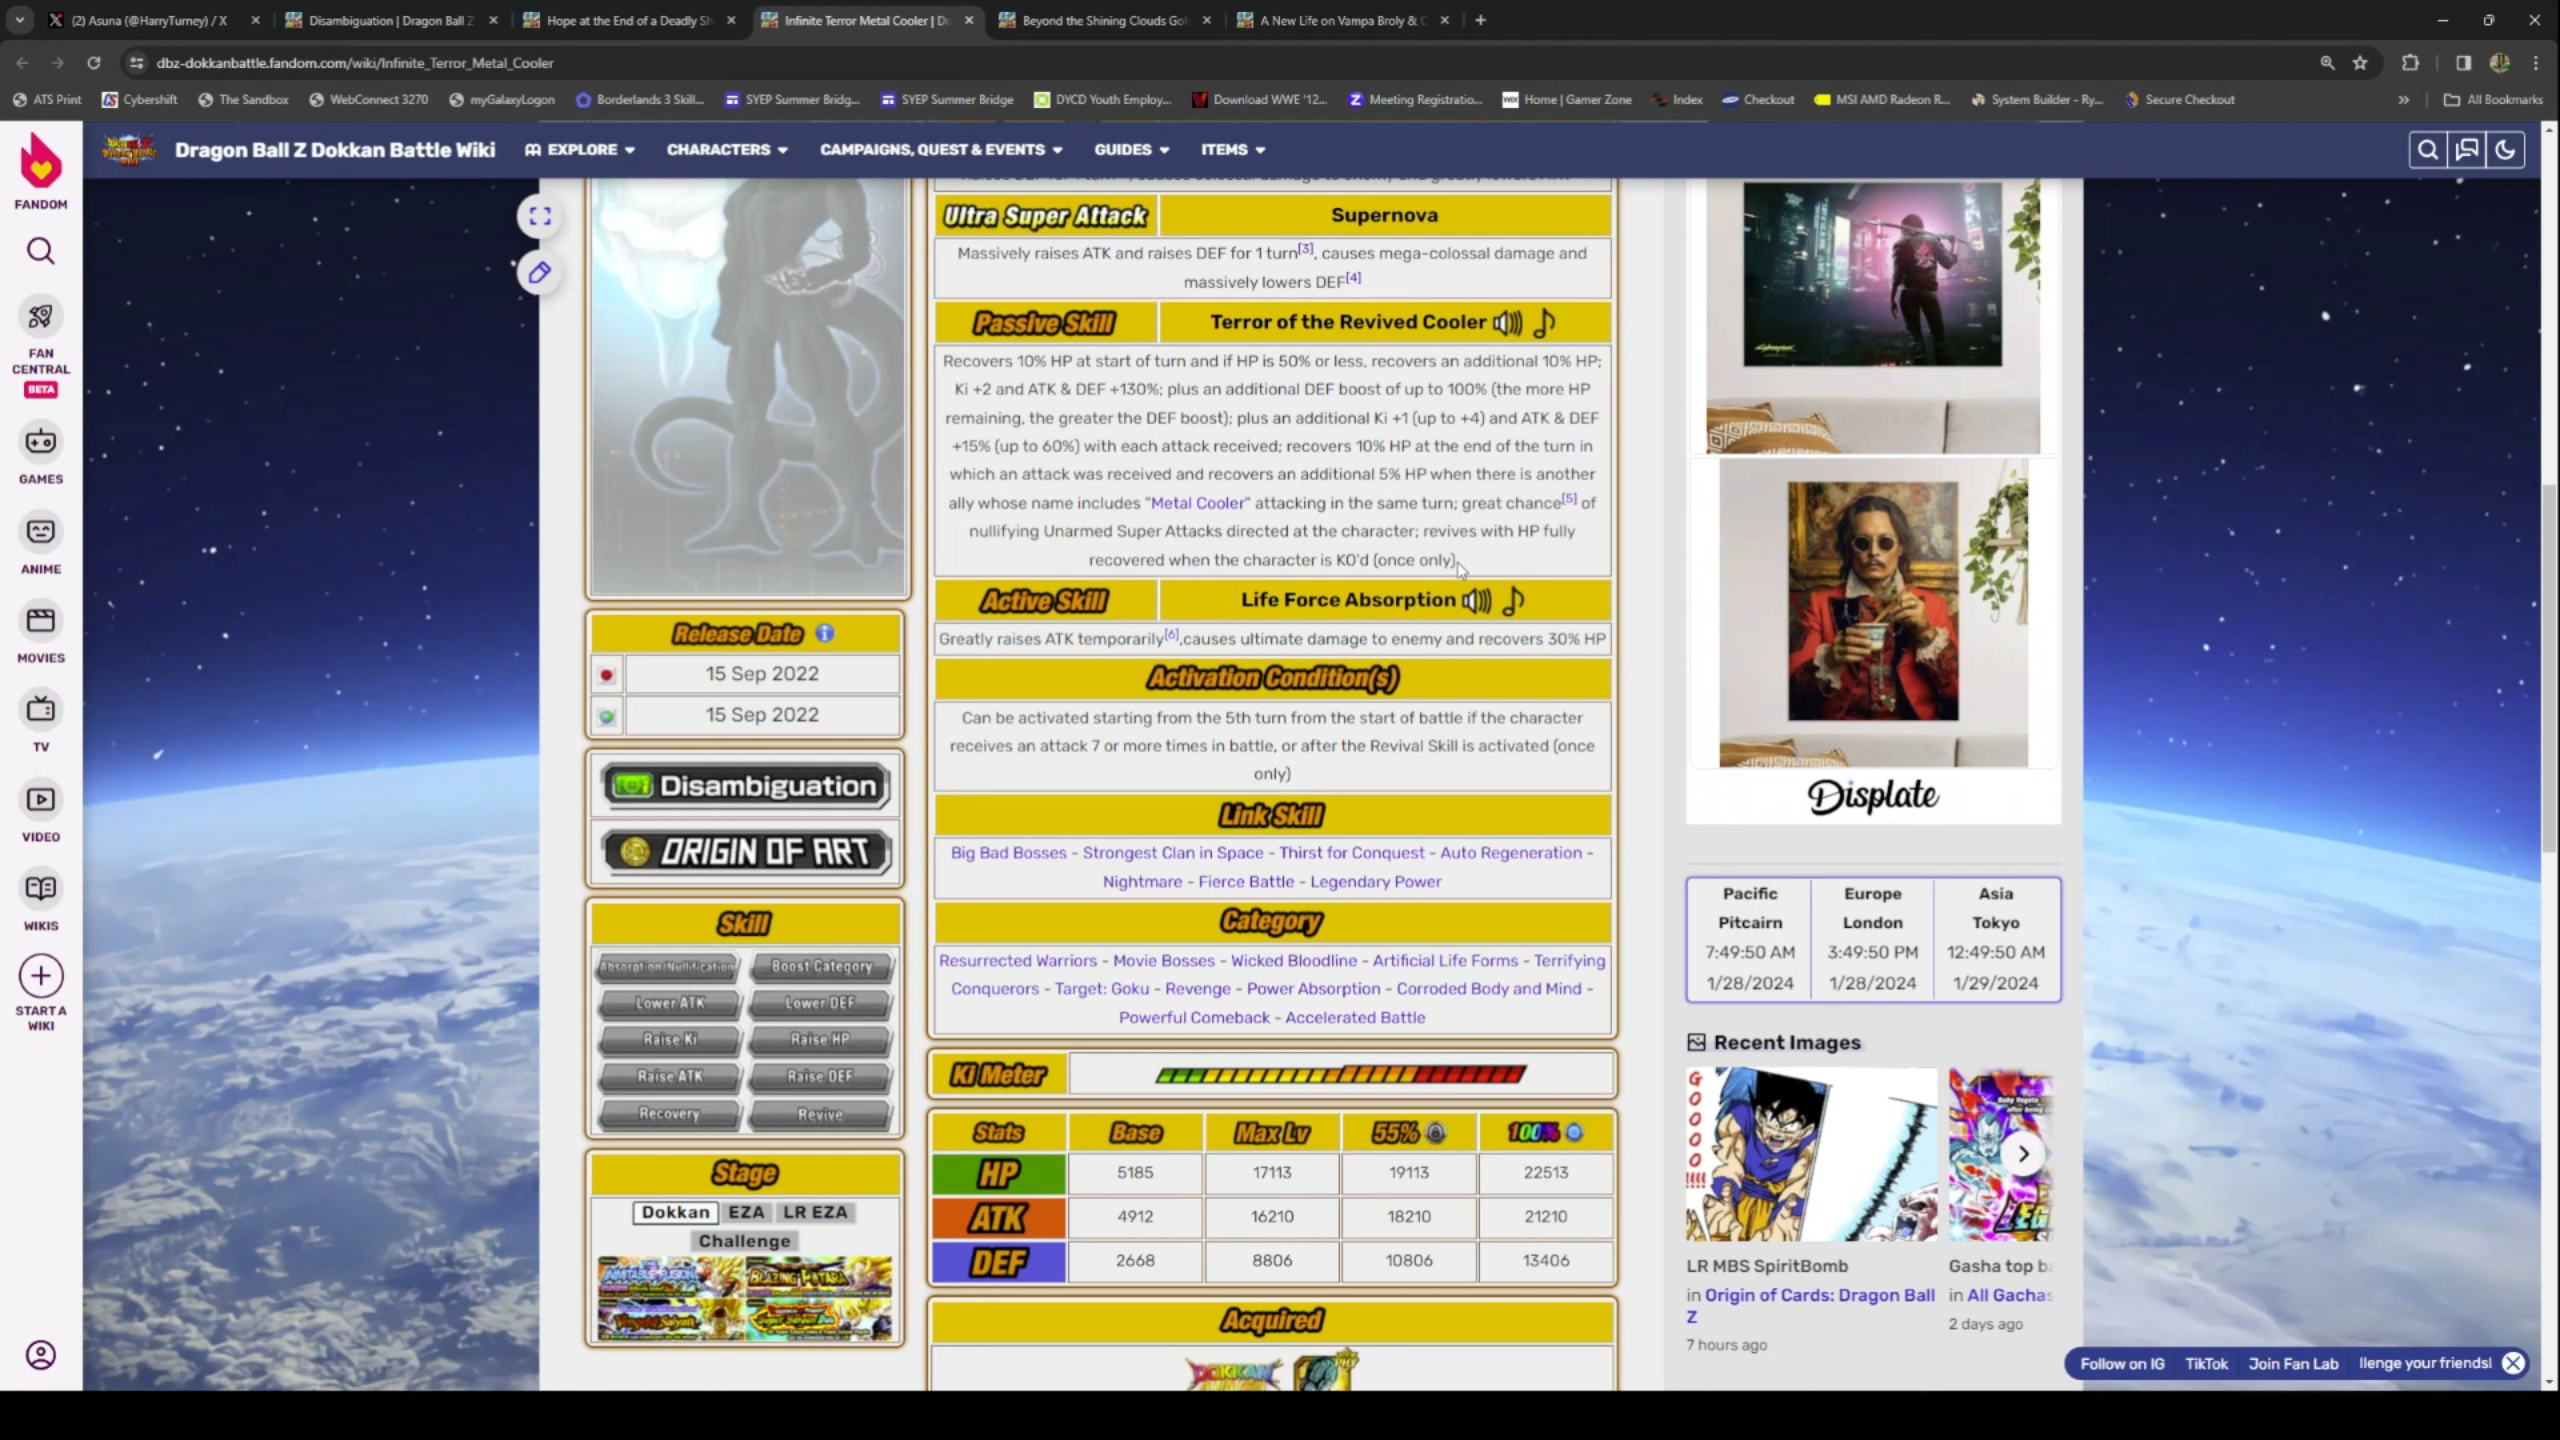 (2) Asuna (@HarryTurney) / X
Disambiguation | Dragon Ball Z
Hope at the End of a Deadly Sh
Infinite Terror Metal Cooler | Dr
Beyond the Shining Clouds Gol
A New Life on Vampa Broly & C
dbz-dokkanbattle.fandom.com/wiki/Infinite_Terror_Metal_Cooler
ATS Print
Cybershift
The Sandbox
WebConnect 3270
myGalaxyLogon
Borderlands 3 Skill...
SYEP Summer Bridg...
SYEP Summer Bridge
DYCD Youth Employ...
Download WWE '12...
Meeting Registratio...
Home | Gamer Zone
Index
Checkout
MSI AMD Radeon R...
System Builder - Ry...
Secure Checkout
All Bookmarks
Dragon Ball Z Dokkan Battle Wiki
EXPLORE
CHARACTERS
CAMPAIGNS, QUEST & EVENTS
GUIDES
ITEMS
FANDOM
FAN
CENTRAL
BETA
GAMES
ANIME
MOVIES
TV
VIDEO
WIKIS
START A
WIKI
Ultra Super Attack
Supernova
Massively raises ATK and raises DEF for 1 turn[3], causes mega-colossal damage and
massively lowers DEF[4]
Passive Skill
Terror of the Revived Cooler
Recovers 10% HP at start of turn and if HP is 50% or less, recovers an additional 10% HP;
Ki +2 and ATK & DEF +130%; plus an additional DEF boost of up to 100% (the more HP
remaining, the greater the DEF boost); plus an additional Ki +1 (up to +4) and ATK & DEF
+15% (up to 60%) with each attack received; recovers 10% HP at the end of the turn in
which an attack was received and recovers an additional 5% HP when there is another
ally whose name includes "Metal Cooler" attacking in the same turn; great chance[5] of
nullifying Unarmed Super Attacks directed at the character; revives with HP fully
recovered when the character is KO'd (once only)
Active Skill
Life Force Absorption
Greatly raises ATK temporarily[6],causes ultimate damage to enemy and recovers 30% HP
Activation Condition(s)
Can be activated starting from the 5th turn from the start of battle if the character
receives an attack 7 or more times in battle, or after the Revival Skill is activated (once
only)
Link Skill
Big Bad Bosses - Strongest Clan in Space - Thirst for Conquest - Auto Regeneration -
Nightmare - Fierce Battle - Legendary Power
Category
Resurrected Warriors - Movie Bosses - Wicked Bloodline - Artificial Life Forms - Terrifying
Conquerors - Target: Goku - Revenge - Power Absorption - Corroded Body and Mind -
Powerful Comeback - Accelerated Battle
Ki Meter
Stats Base Max Lv 55% 100%
HP 5185 17113 19113 22513
ATK 4912 16210 18210 21210
DEF 2668 8806 10806 13406
Acquired
DOKKAN
Release Date
15 Sep 2022
15 Sep 2022
Disambiguation
ORIGIN OF ART
Skill
Absorption/Nullification
Boost Category
Lower ATK
Lower DEF
Raise Ki
Raise HP
Raise ATK
Raise DEF
Recovery
Revive
Stage
Dokkan EZA LR EZA
Challenge
Displate
Pacific Europe Asia
Pitcairn London Tokyo
7:49:50 AM 3:49:50 PM 12:49:50 AM
1/28/2024 1/28/2024 1/29/2024
Recent Images
GOOOO!!!!
LR MBS SpiritBomb
in Origin of Cards: Dragon Ball
Z
7 hours ago
Gasha top ba
in All Gachas
2 days ago
Follow on IG
TikTok
Join Fan Lab
llenge your friends!